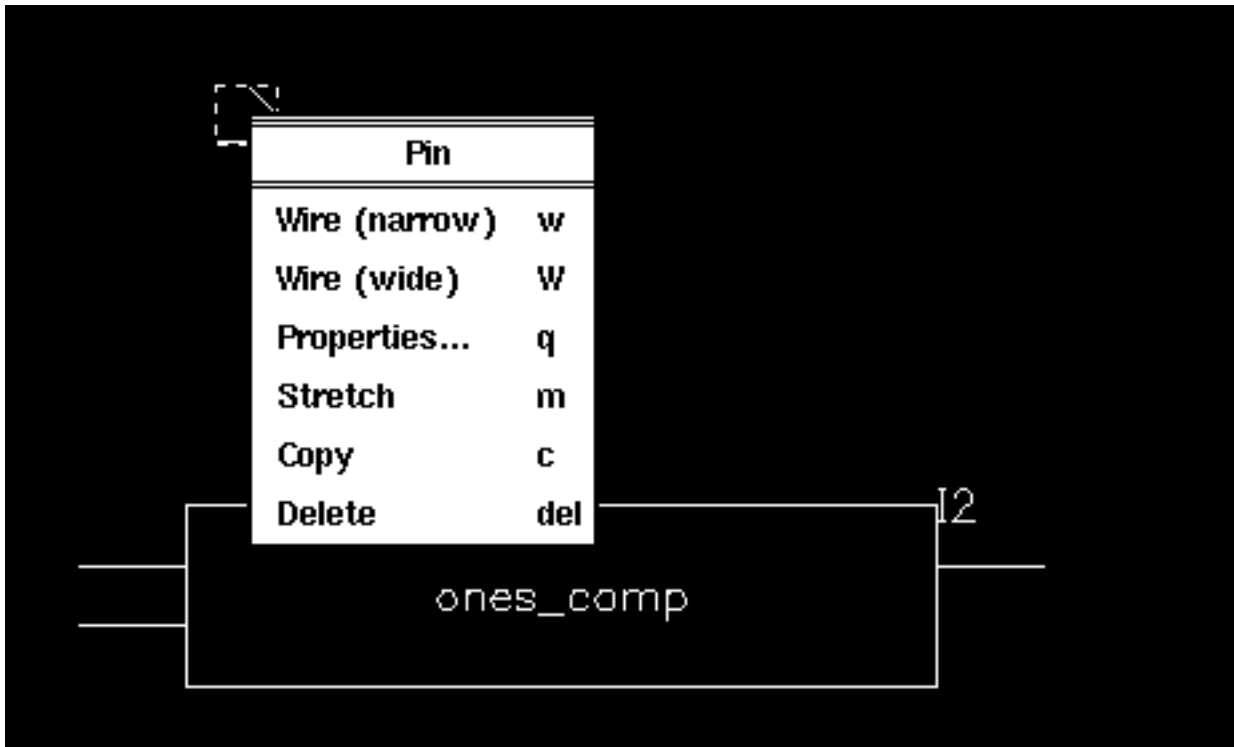 Pin
Wire (narrow) w
Wire (wide) W
Properties... q
Stretch m
Copy c
Delete del
I2
ones_comp